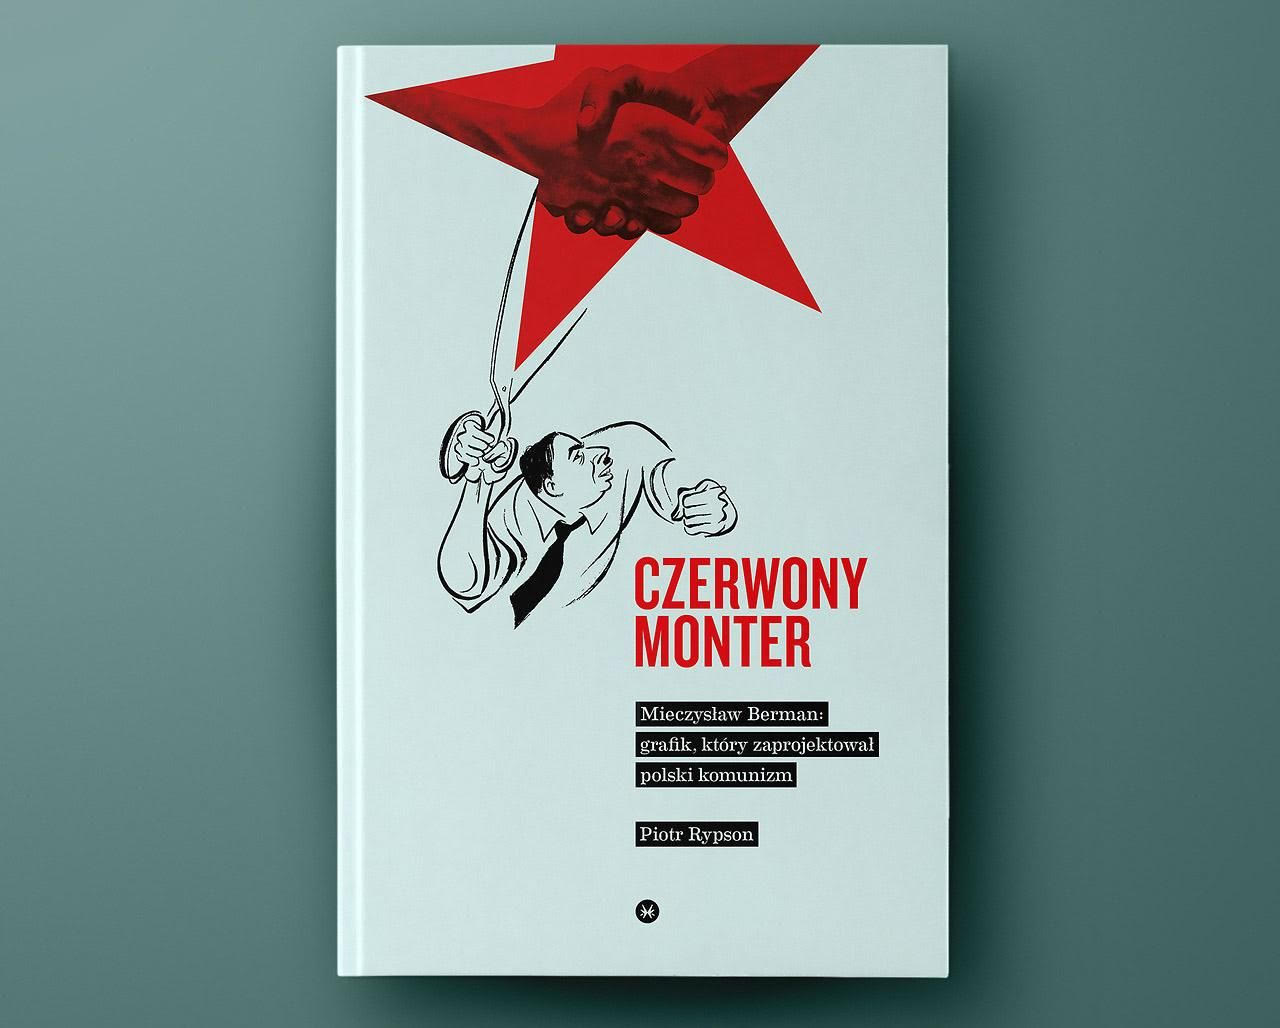 CZERWONY
MONTER
Mieczysław Berman:
grafik, który zaprojektował
polski komunizm
Piotr Rypson